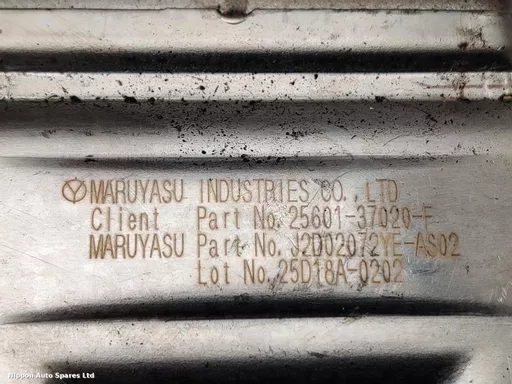 MARUYASU INDUSTRIES CO., LTD
Client Part No. 25601-37020-F
MARUYASU Part No. J2D02072YE-AS02
Lot No. 25D18A-0202
Nippon Auto Spares Ltd